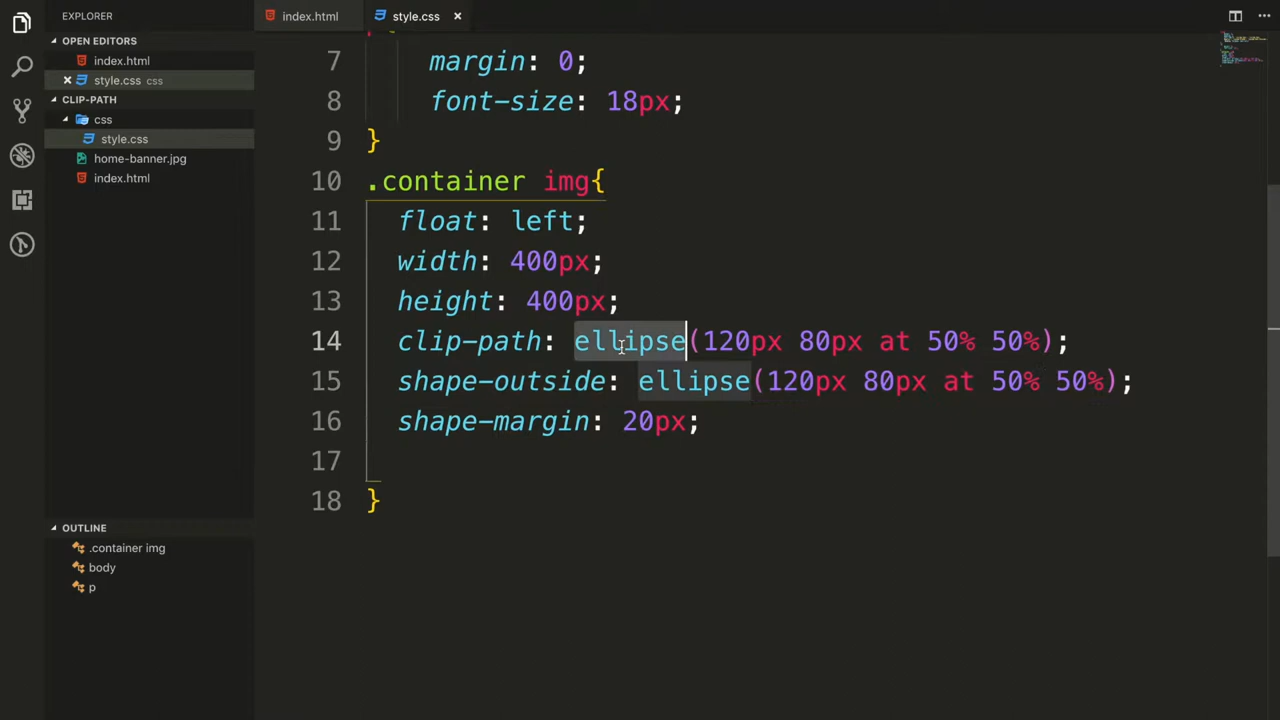 EXPLORER
OPEN EDITORS
index.html
style.css css
CLIP-PATH
css
style.css
home-banner.jpg
index.html
OUTLINE
.container img
body
p
index.html
style.css
7 margin: 0;
8 font-size: 18px;
9 }
10 .container img{
11 float: left;
12 width: 400px;
13 height: 400px;
14 clip-path: ellipse(120px 80px at 50% 50%);
15 shape-outside: ellipse(120px 80px at 50% 50%);
16 shape-margin: 20px;
17
18 }